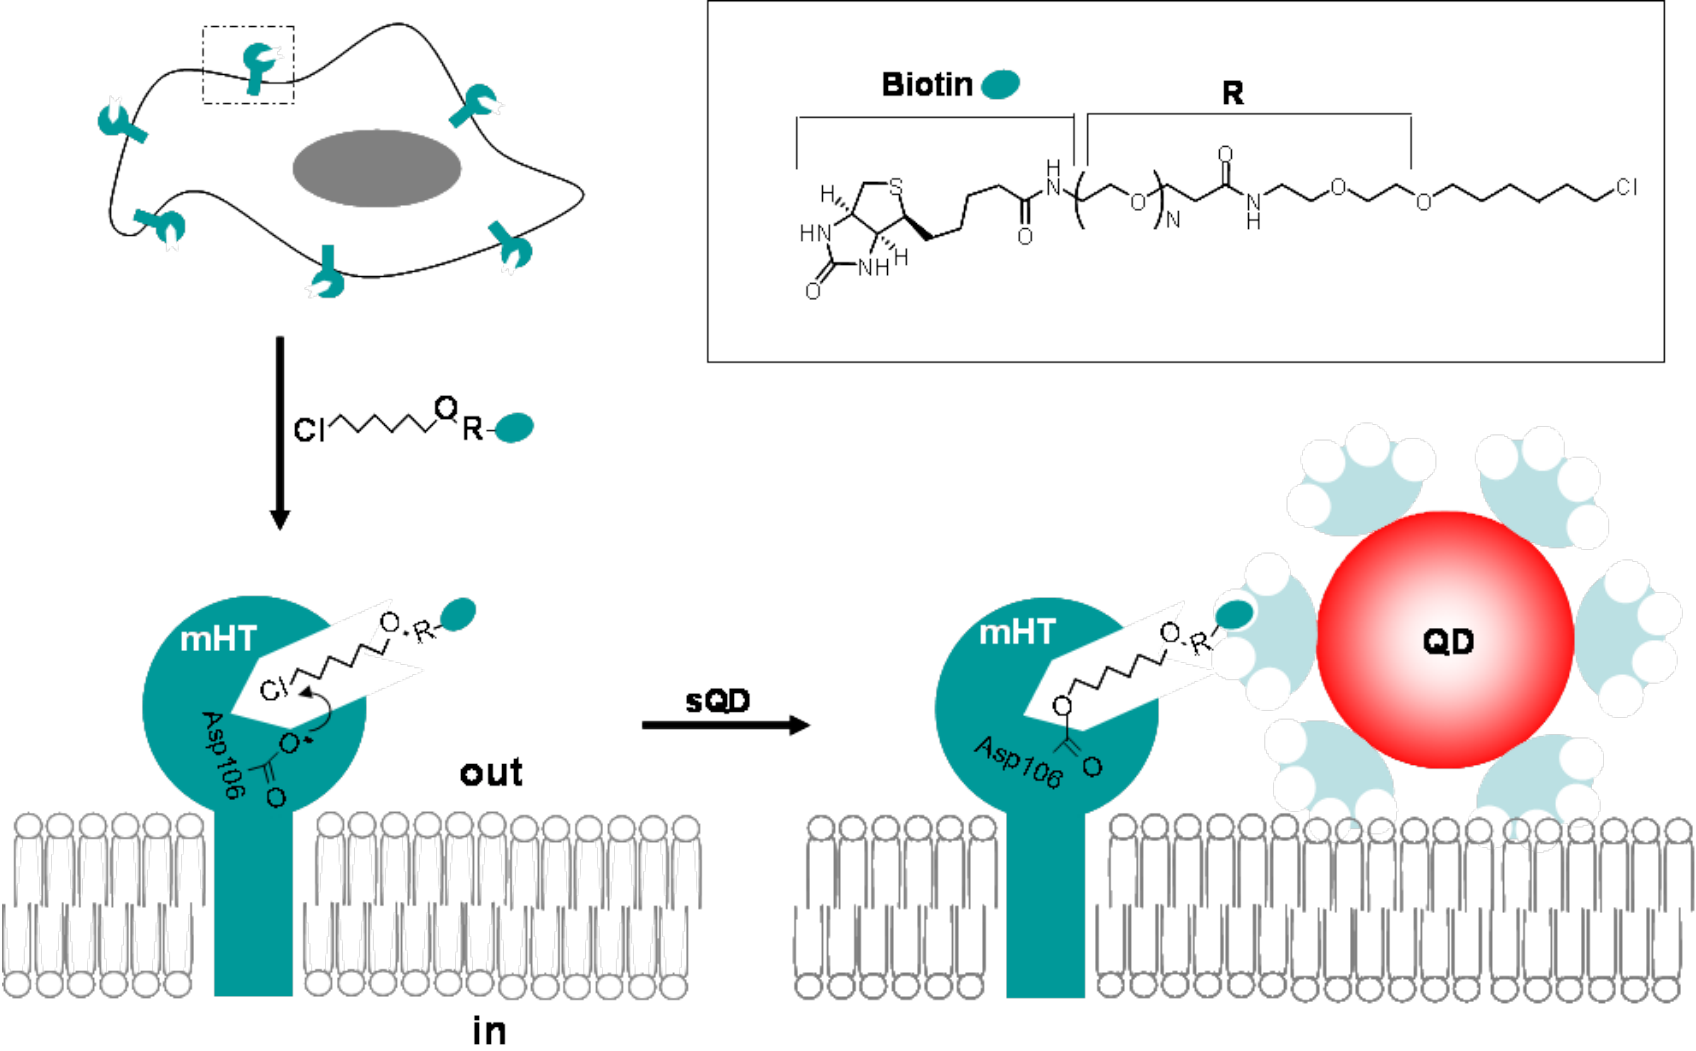 Biotin
R
H
S
H
N
O
O
N
HN
H
NH
O
N
H
O
O
Cl
O
Cl
O
R
mHT
O
R
Cl
Asp106
O
O
out
in
sQD
mHT
O
R
O
Asp106
O
QD